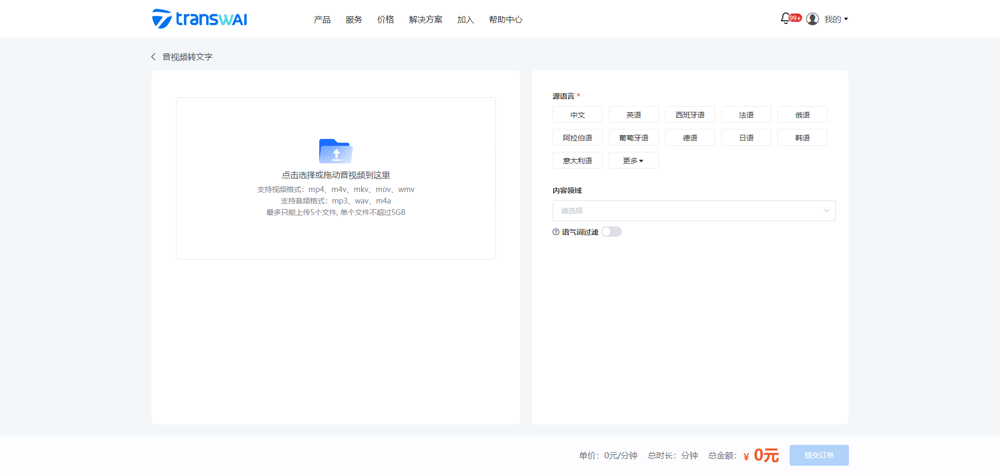 transWAI
产品 服务 价格 解决方案 加入 帮助中心
99+
我的
音视频转文字
点击选择或拖动音视频到这里
支持视频格式：mp4、m4v、mkv、mov、wmv
支持音频格式：mp3、wav、m4a
最多只能上传5个文件, 单个文件不超过5GB
源语言 *
中文 英语 西班牙语 法语 俄语
阿拉伯语 葡萄牙语 德语 日语 韩语
意大利语 更多
内容领域
请选择
语气词过滤
单价：0元/分钟 总时长：分钟 总金额：¥ 0元 提交订单